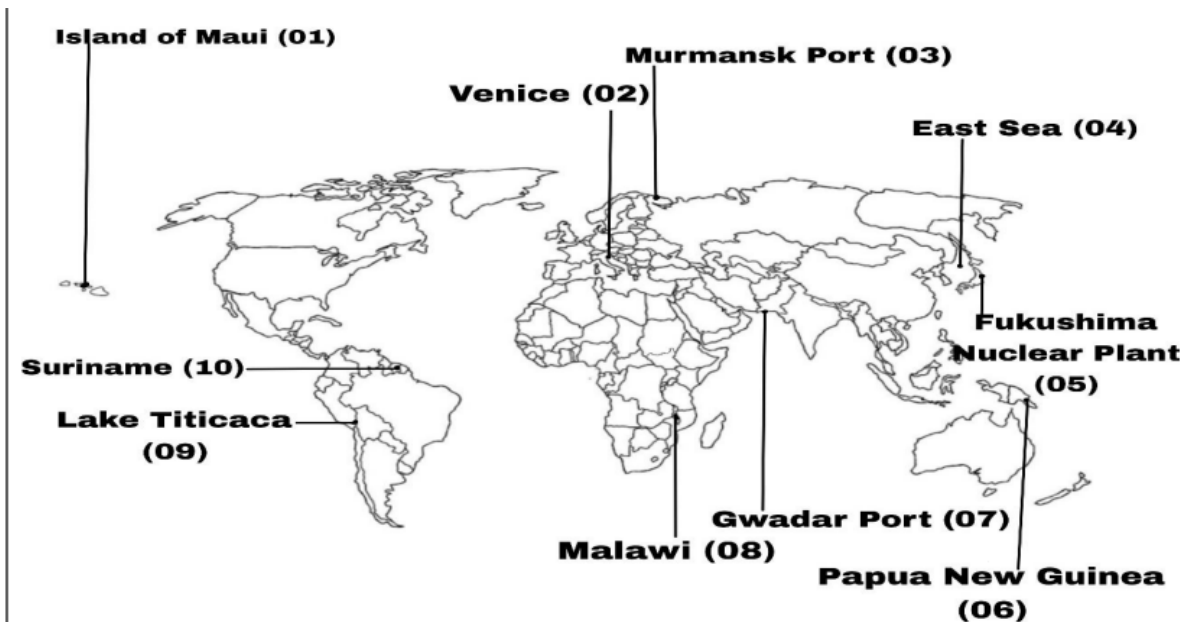 Island of Maui (01)
Murmansk Port (03)
Venice (02)
East Sea (04)
Fukushima
Nuclear Plant
(05)
Suriname (10)
Lake Titicaca
(09)
Gwadar Port (07)
Malawi (08)
Papua New Guinea
(06)